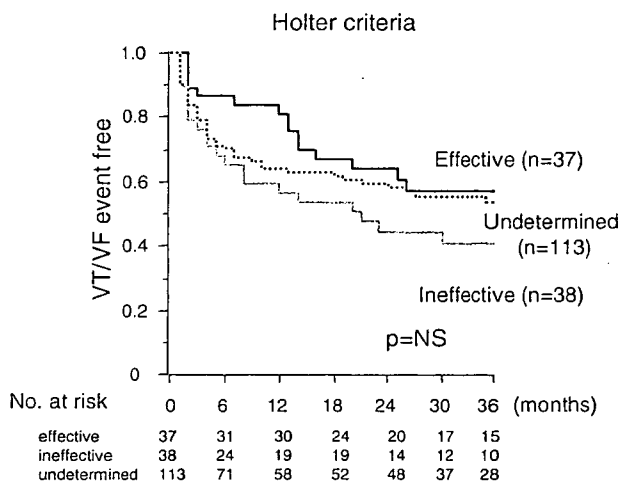 Holter criteria
VT/VF event free
1.0
0.8
0.6
0.4
0.2
0
Effective (n=37)
Undetermined
(n=113)
Ineffective (n=38)
p=NS
No. at risk 0 6 12 18 24 30 36 (months)
effective 37 31 30 24 20 17 15
ineffective 38 24 19 19 14 12 10
undetermined 113 71 58 52 48 37 28